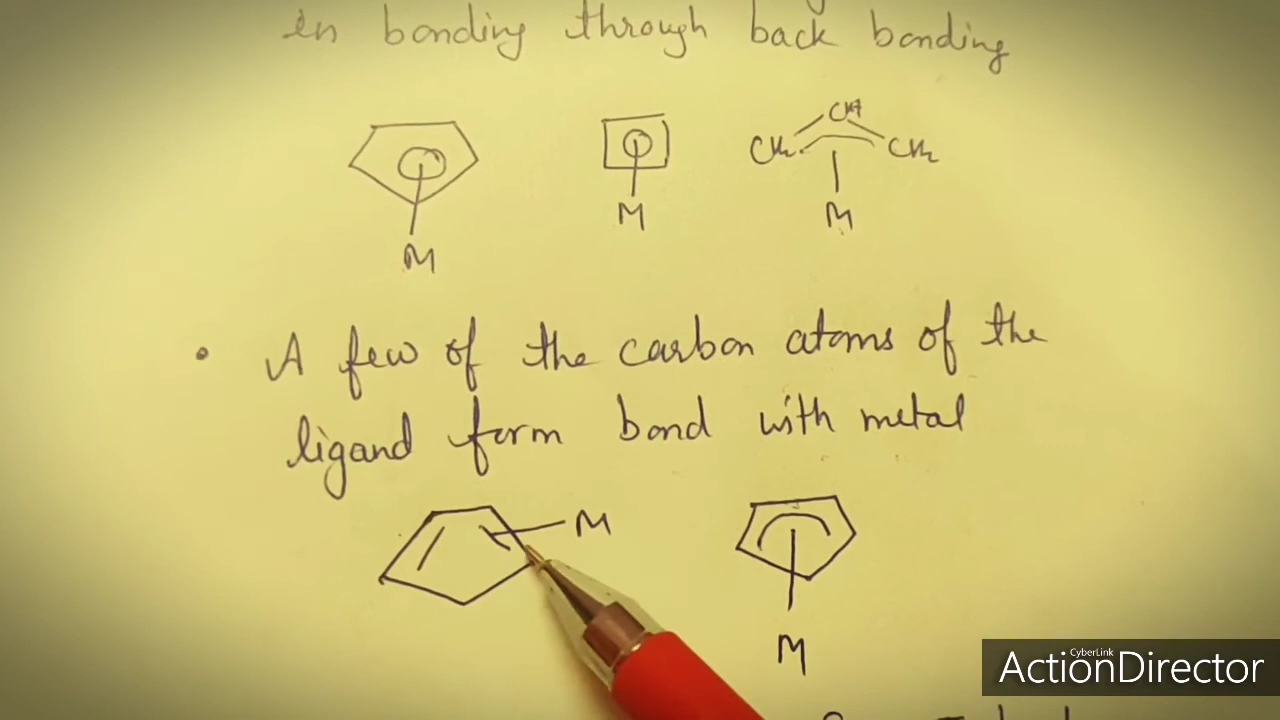 in bonding through back bonding
CH
CH₂ CH₂
M M
M
• A few of the carbon atoms of the
ligand form bond with metal
M
M
CyberLink
ActionDirector